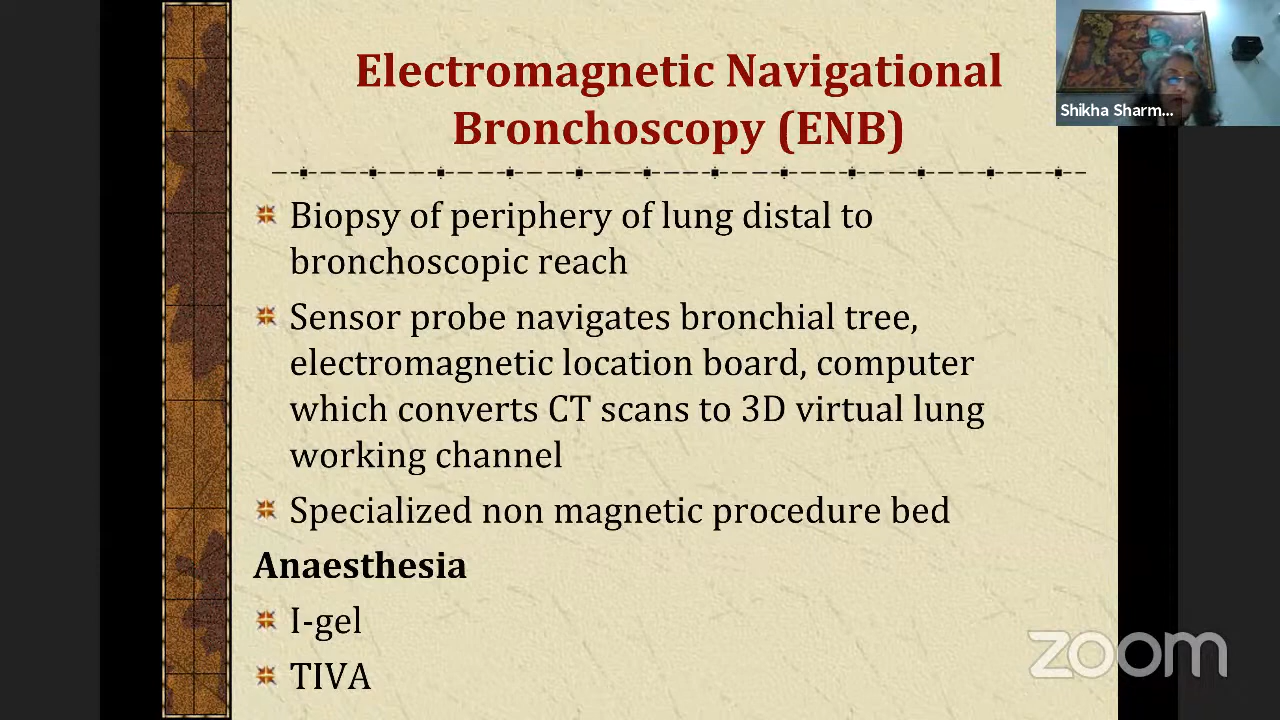 Electromagnetic Navigational
Bronchoscopy (ENB)
Shikha Sharm...
Biopsy of periphery of lung distal to
bronchoscopic reach
Sensor probe navigates bronchial tree,
electromagnetic location board, computer
which converts CT scans to 3D virtual lung
working channel
Specialized non magnetic procedure bed
Anaesthesia
I-gel
TIVA
zoom